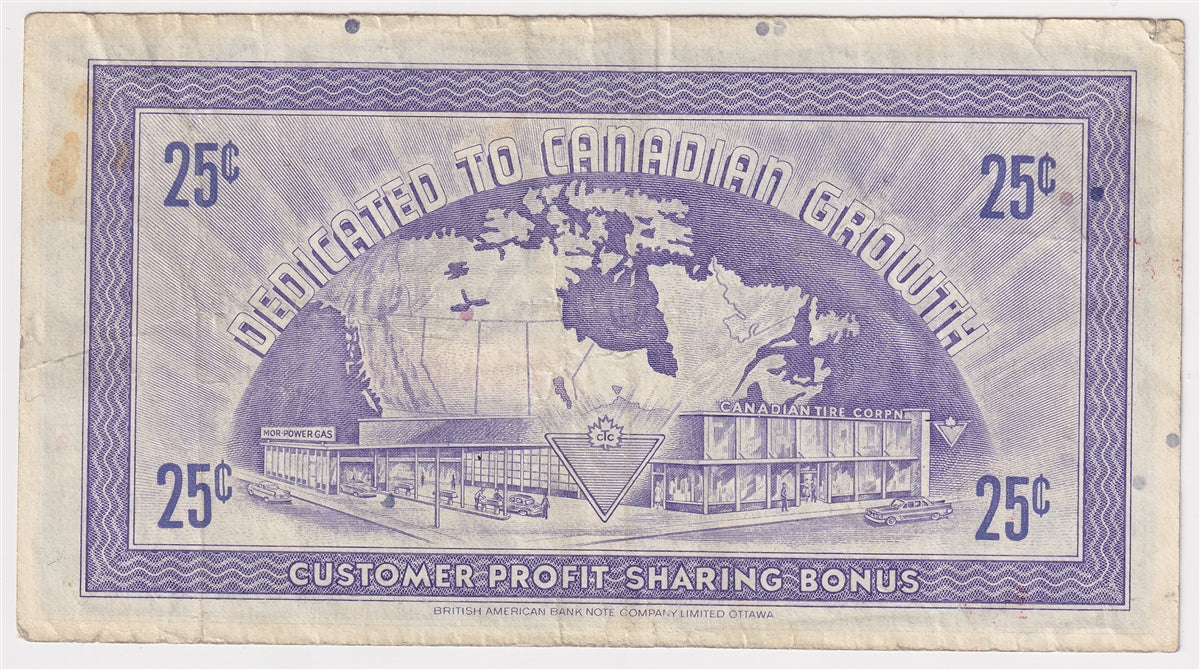 DEDICATED TO CANADIAN GROWTH
25¢
25¢
MOR-POWER GAS
CANADIAN TIRE CORP'N
CTC
25¢
25¢
CUSTOMER PROFIT SHARING BONUS
BRITISH AMERICAN BANK NOTE COMPANY LIMITED OTTAWA